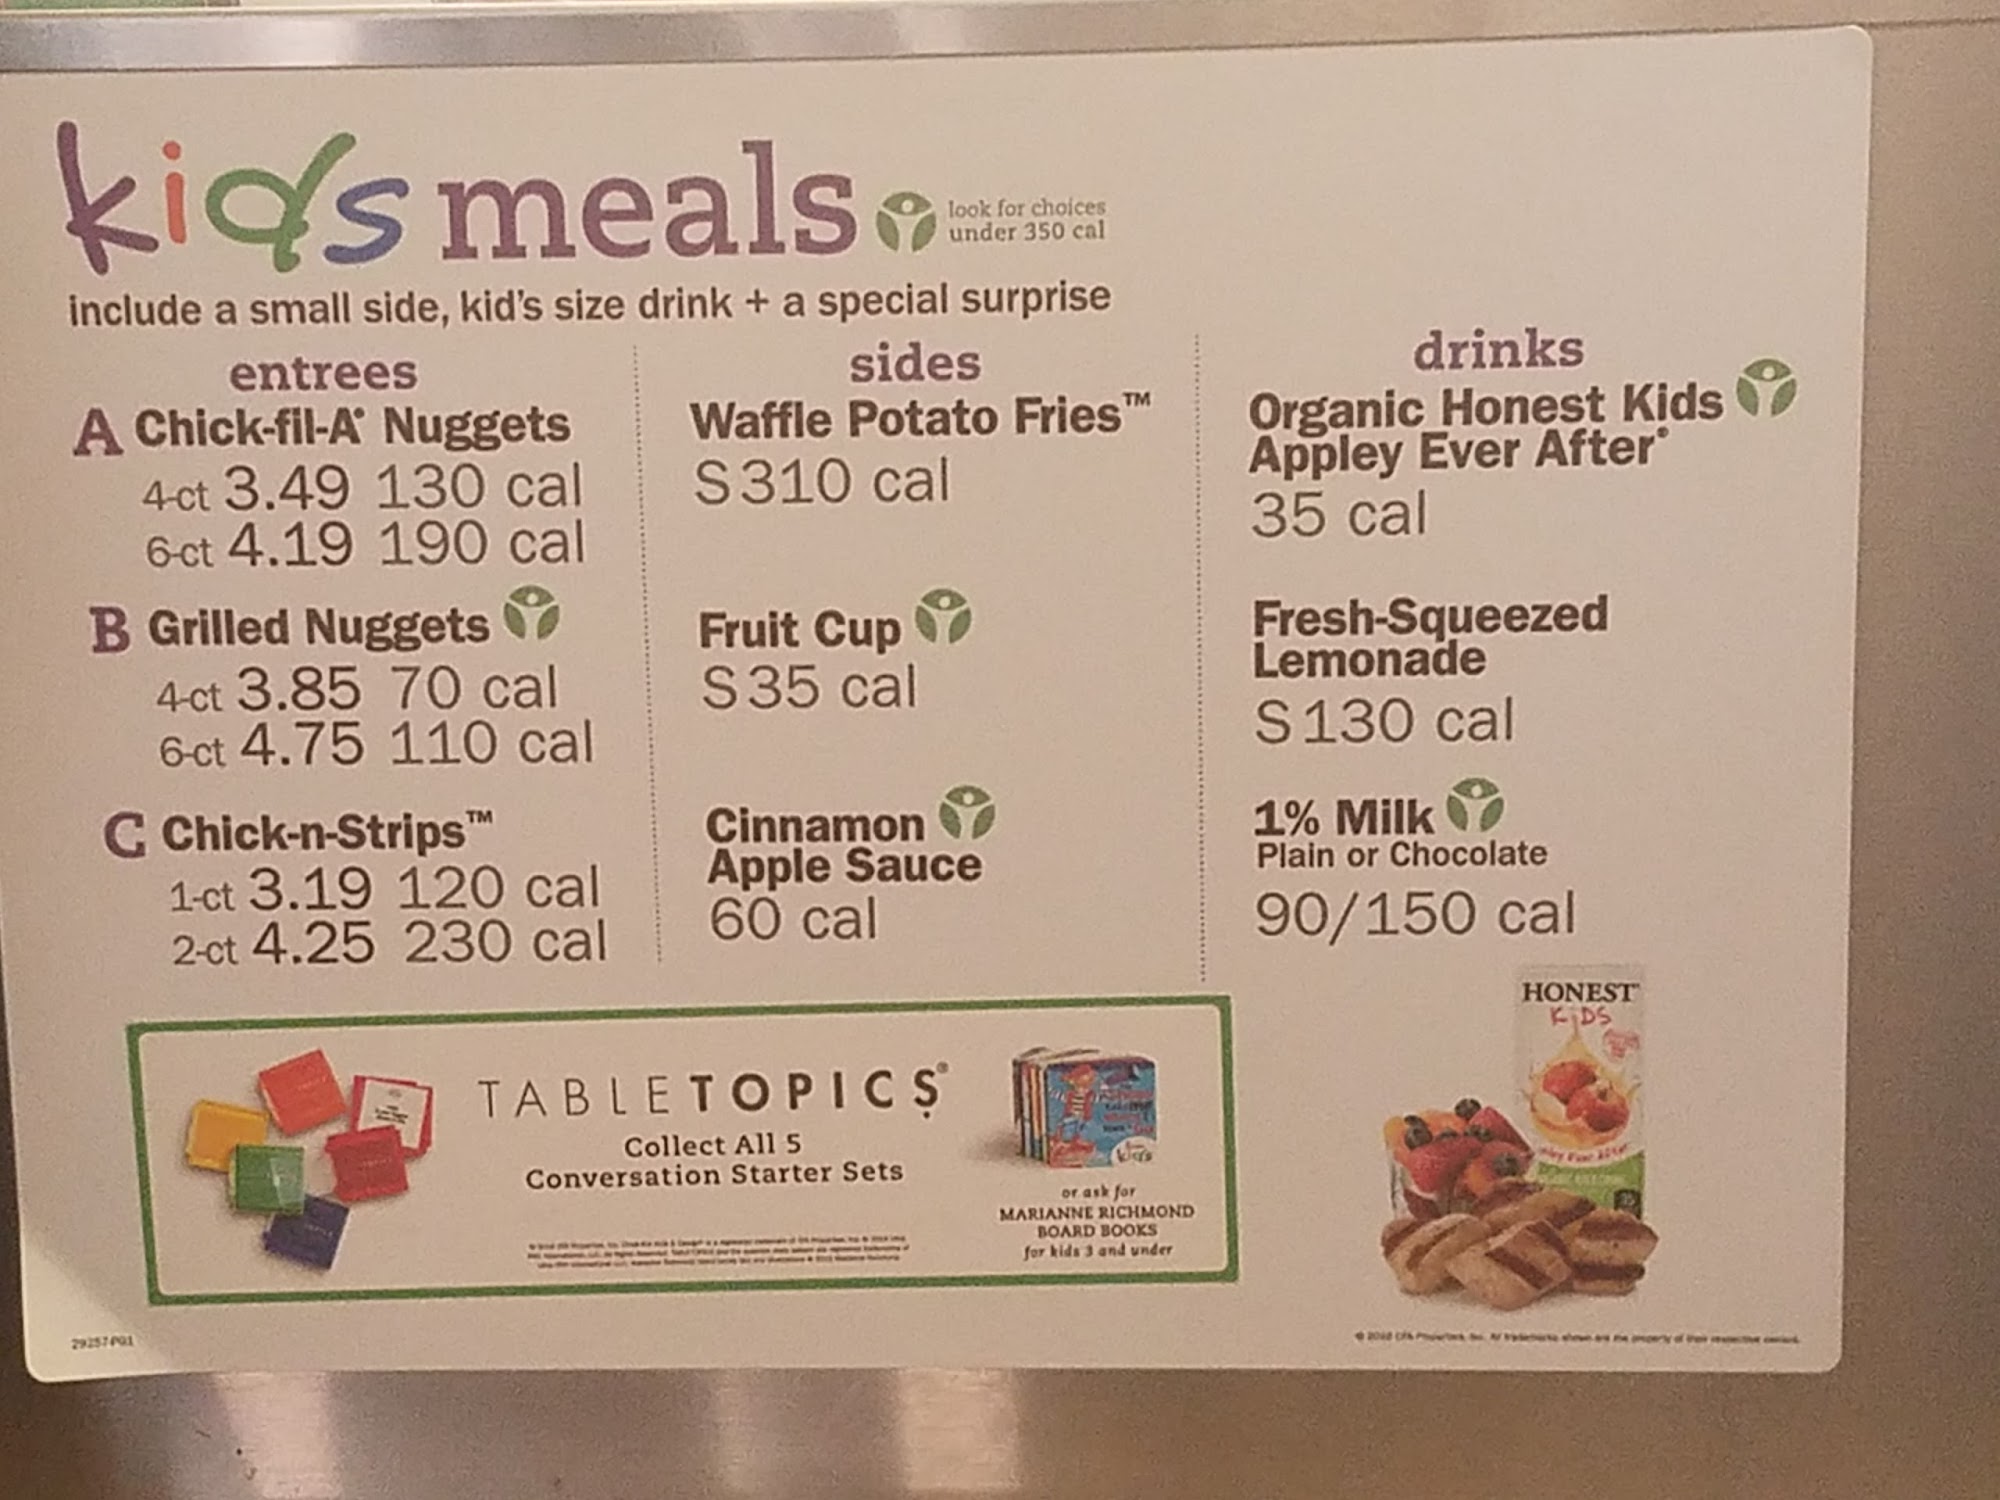 kids meals
look for choices
under 350 cal
include a small side, kid's size drink + a special surprise
entrees
A Chick-fil-A® Nuggets
4-ct 3.49 130 cal
6-ct 4.19 190 cal
B Grilled Nuggets
4-ct 3.85 70 cal
6-ct 4.75 110 cal
C Chick-n-Strips™
1-ct 3.19 120 cal
2-ct 4.25 230 cal
sides
Waffle Potato Fries™
S 310 cal
Fruit Cup
S 35 cal
Cinnamon
Apple Sauce
60 cal
drinks
Organic Honest Kids
Appley Ever After®
35 cal
Fresh-Squeezed
Lemonade
S 130 cal
1% Milk
Plain or Chocolate
90/150 cal
TABLETOPICS®
Collect All 5
Conversation Starter Sets
or ask for
MARIANNE RICHMOND
BOARD BOOKS
for kids 3 and under
HONEST
KiDS